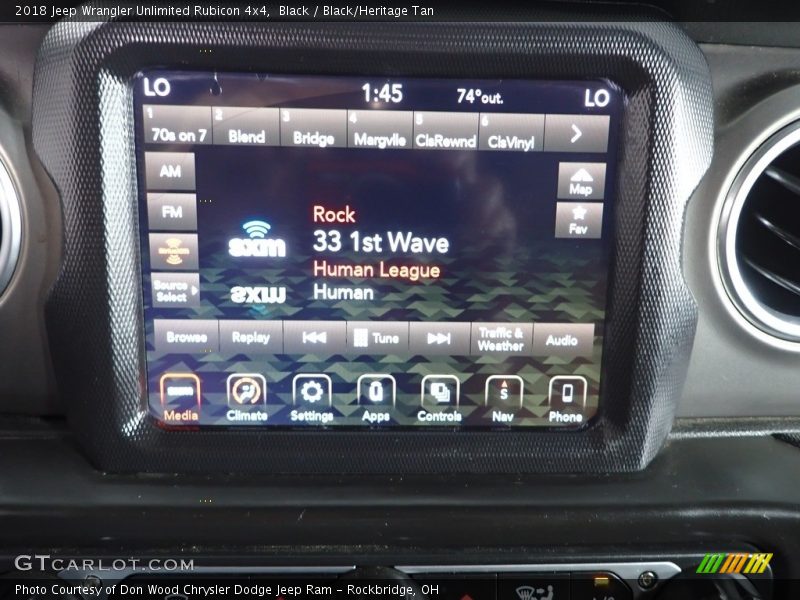 2018 Jeep Wrangler Unlimited Rubicon 4x4, Black / Black/Heritage Tan
LO 1:45 74°out. LO
1 70s on 7 2 Blend 3 Bridge 4 Margvlle 5 ClsRewnd 6 ClsVinyl
AM
Map
FM
Fav
Rock
sxm 33 1st Wave
Human League
Source Select
Human
Browse Replay Tune Traffic & Weather Audio
Media Climate Settings Apps Controls S Nav Phone
GTcarlot.com
Photo Courtesy of Don Wood Chrysler Dodge Jeep Ram - Rockbridge, OH